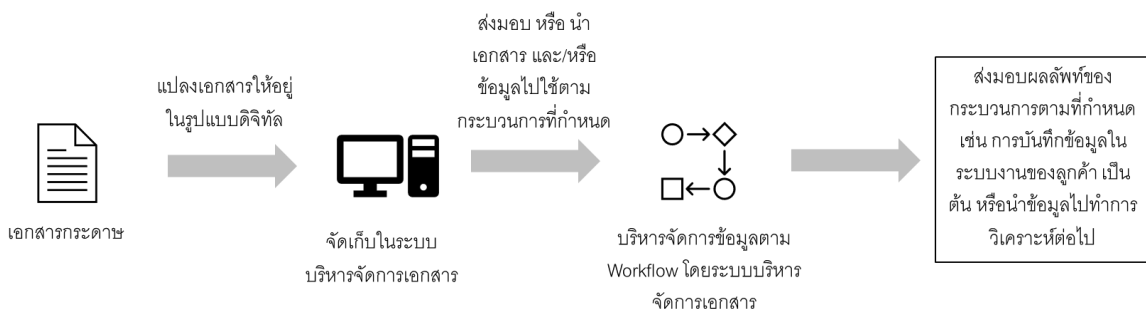 เอกสารกระดาษ
แปลงเอกสารให้อยู่
ในรูปแบบดิจิทัล
จัดเก็บในระบบ
บริหารจัดการเอกสาร
ส่งมอบ หรือ นำ
เอกสาร และ/หรือ
ข้อมูลไปใช้ตาม
กระบวนการที่กำหนด
บริหารจัดการข้อมูลตาม
Workflow โดยระบบบริหาร
จัดการเอกสาร
ส่งมอบผลลัพท์ของ
กระบวนการตามที่กำหนด
เช่น การบันทึกข้อมูลใน
ระบบงานของลูกค้า เป็น
ต้น หรือนำข้อมูลไปทำการ
วิเคราะห์ต่อไป